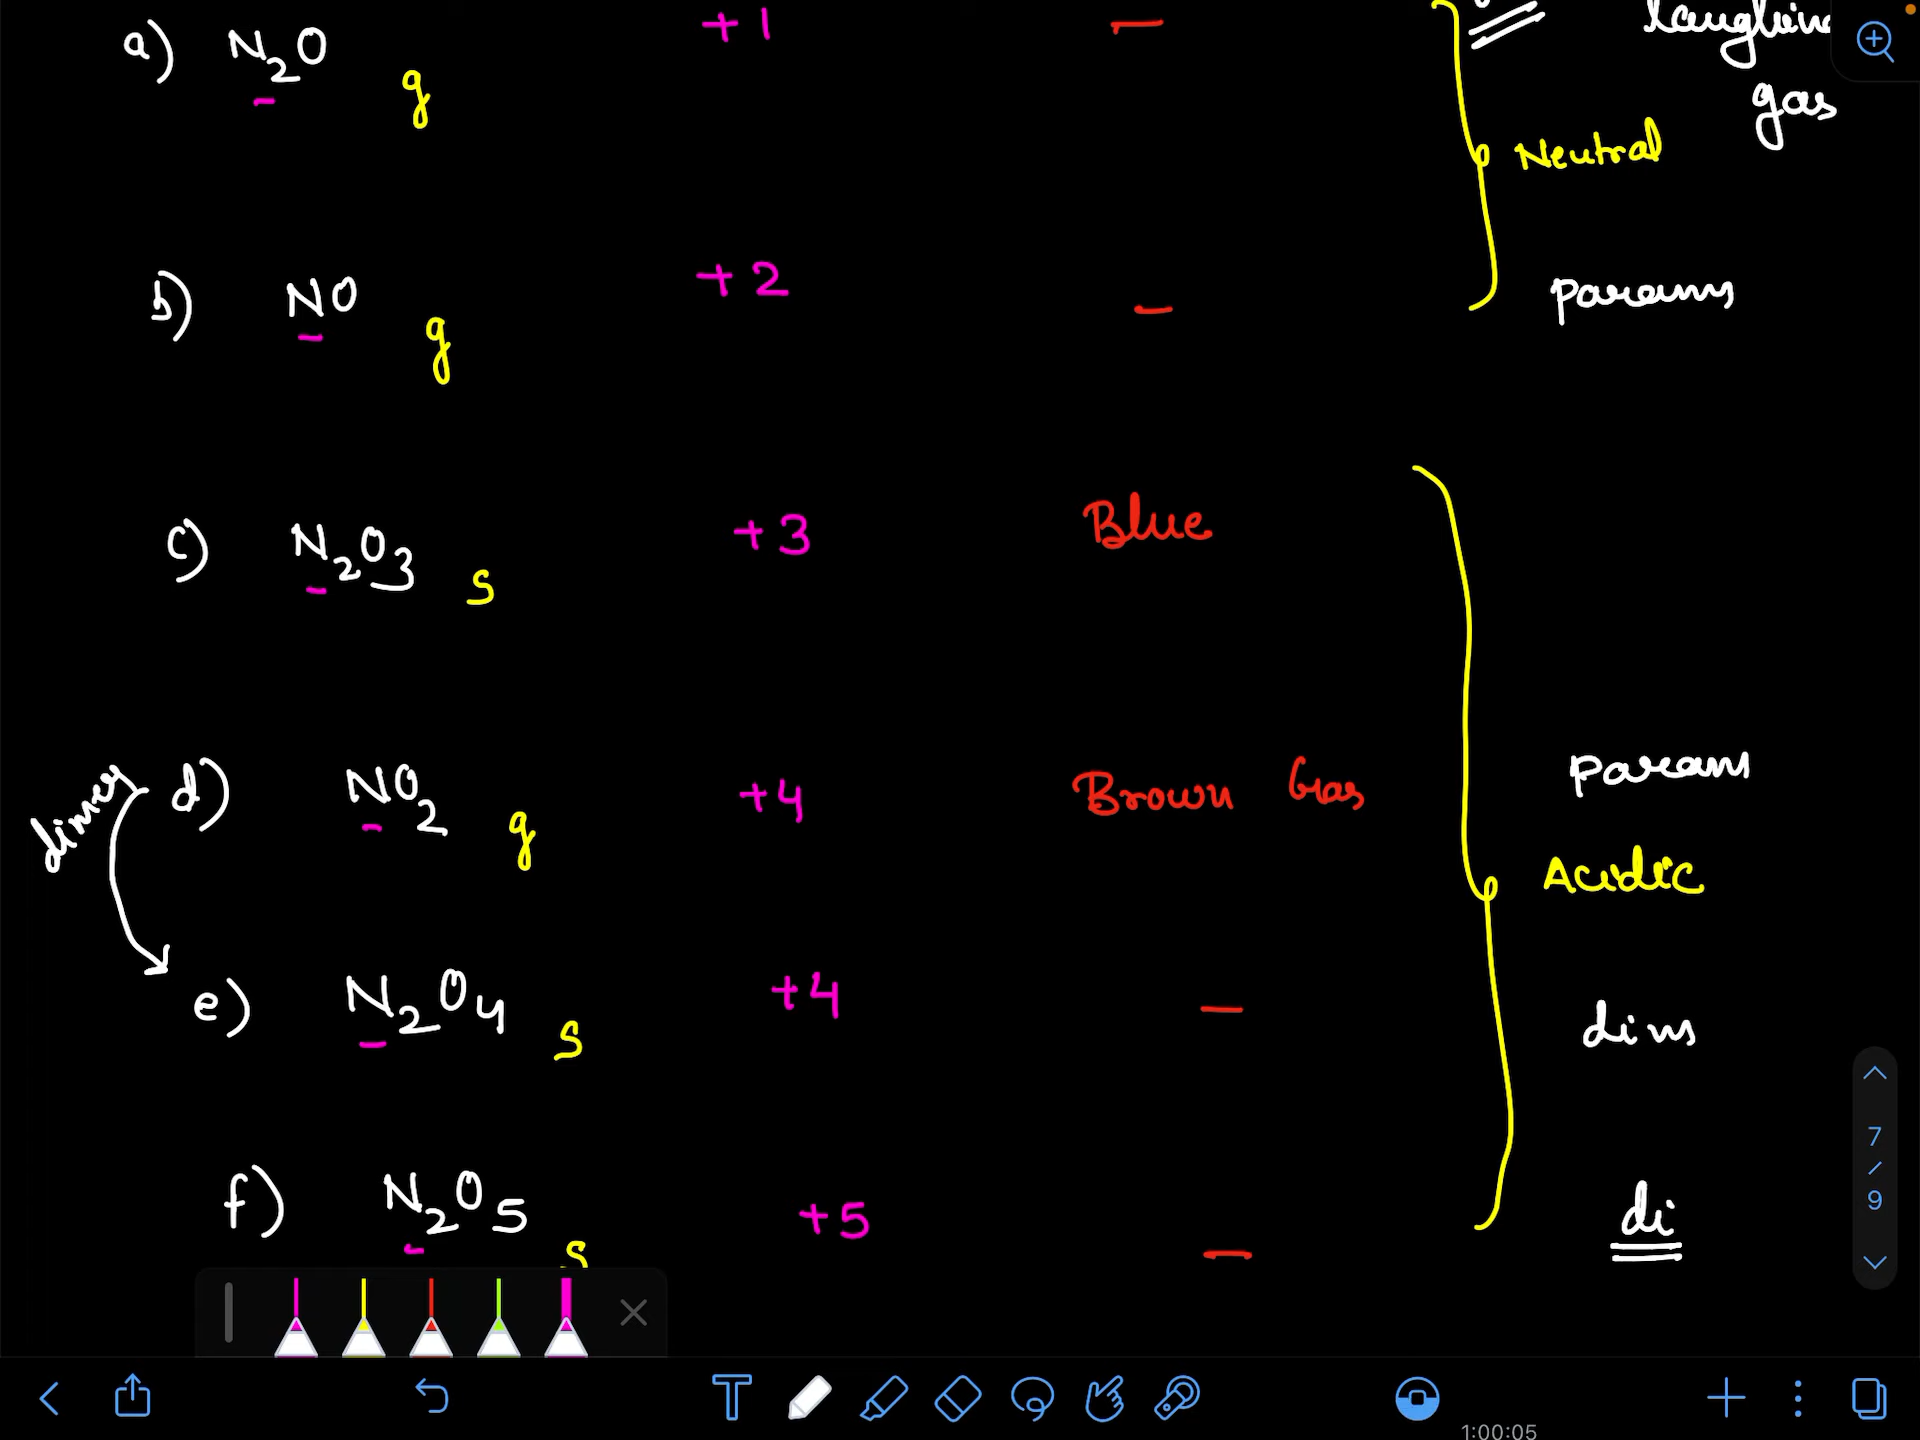 a) N₂O g +1 — laughing gas
Neutral
b) NO g +2 — param
c) N₂O₃ s +3 Blue
dimer d) NO₂ g +4 Brown Gas param
Acidic
e) N₂O₄ s +4 — dim
f) N₂O₅ s +5 — di
7 / 9
1:00:05